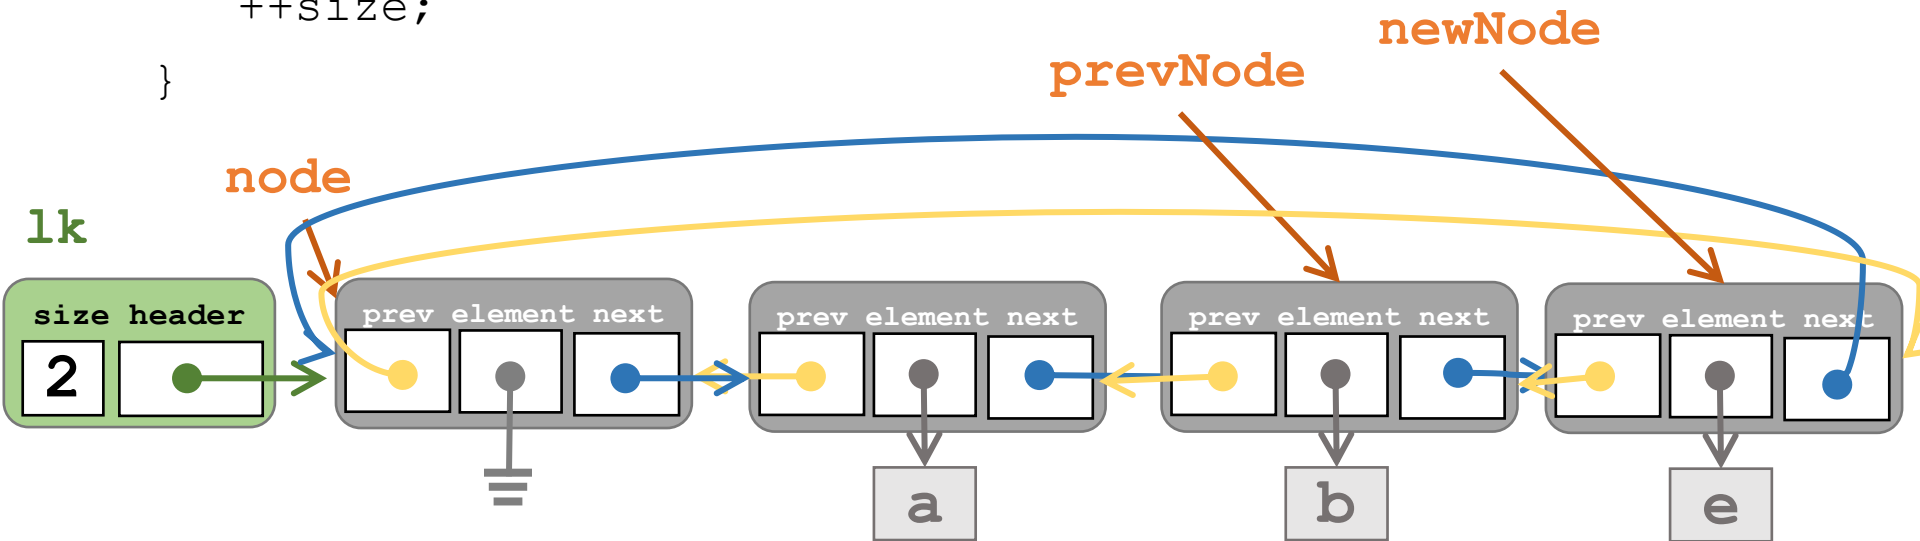 ++size;
}
newNode
prevNode
node
lk
size header
2
prev element next
prev element next
prev element next
prev element next
a
b
e